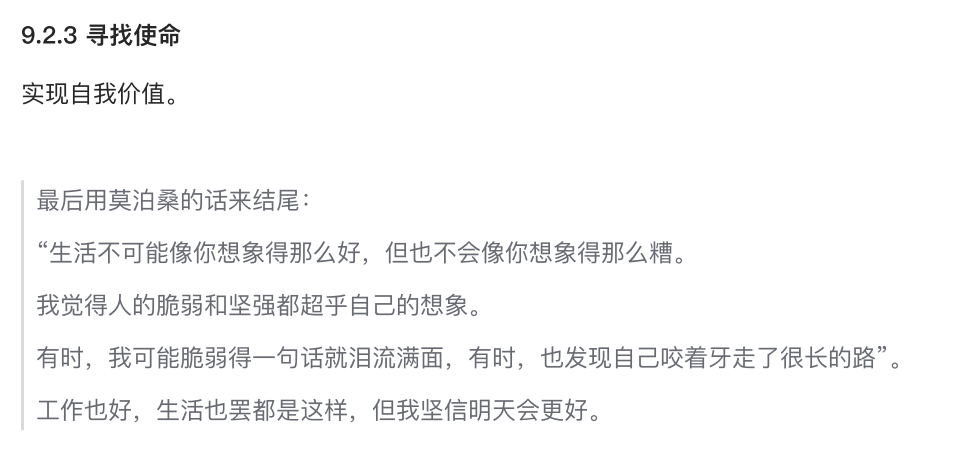 9.2.3 寻找使命
实现自我价值。
最后用莫泊桑的话来结尾：
“生活不可能像你想象得那么好，但也不会像你想象得那么糟。
我觉得人的脆弱和坚强都超乎自己的想象。
有时，我可能脆弱得一句话就泪流满面，有时，也发现自己咬着牙走了很长的路”。
工作也好，生活也罢都是这样，但我坚信明天会更好。